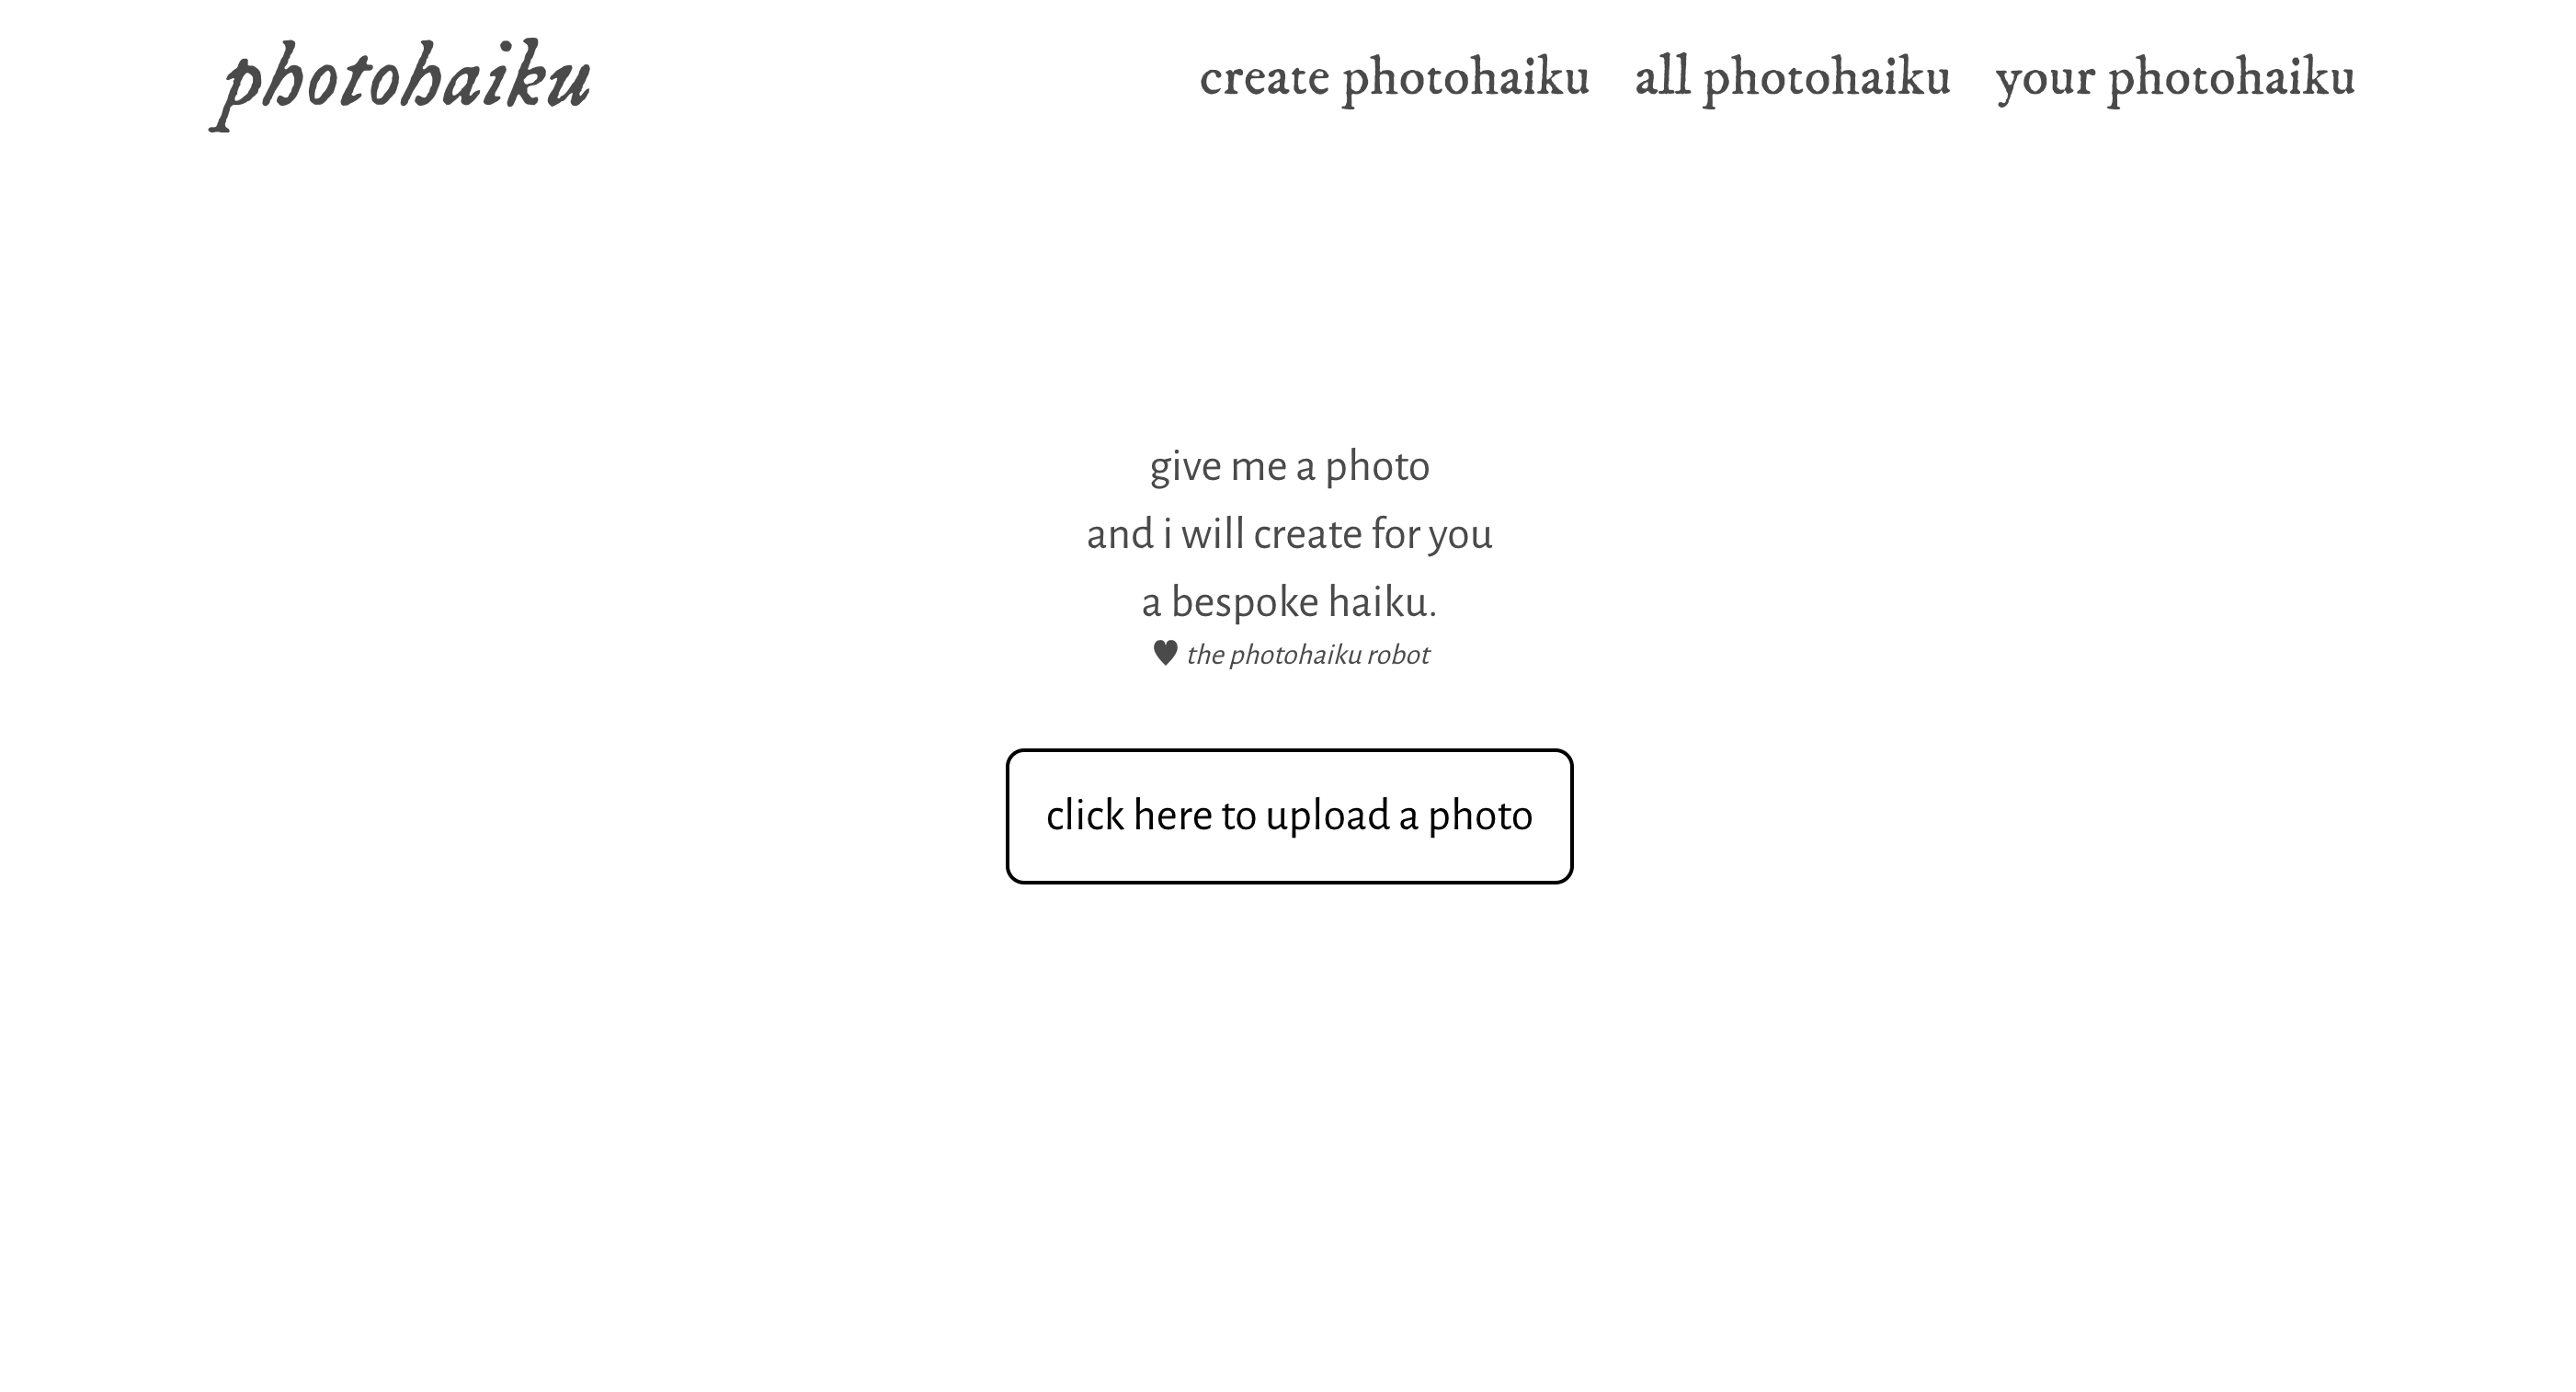 photohaiku
create photohaiku all photohaiku your photohaiku
give me a photo
and i will create for you
a bespoke haiku.
♥ the photohaiku robot
click here to upload a photo